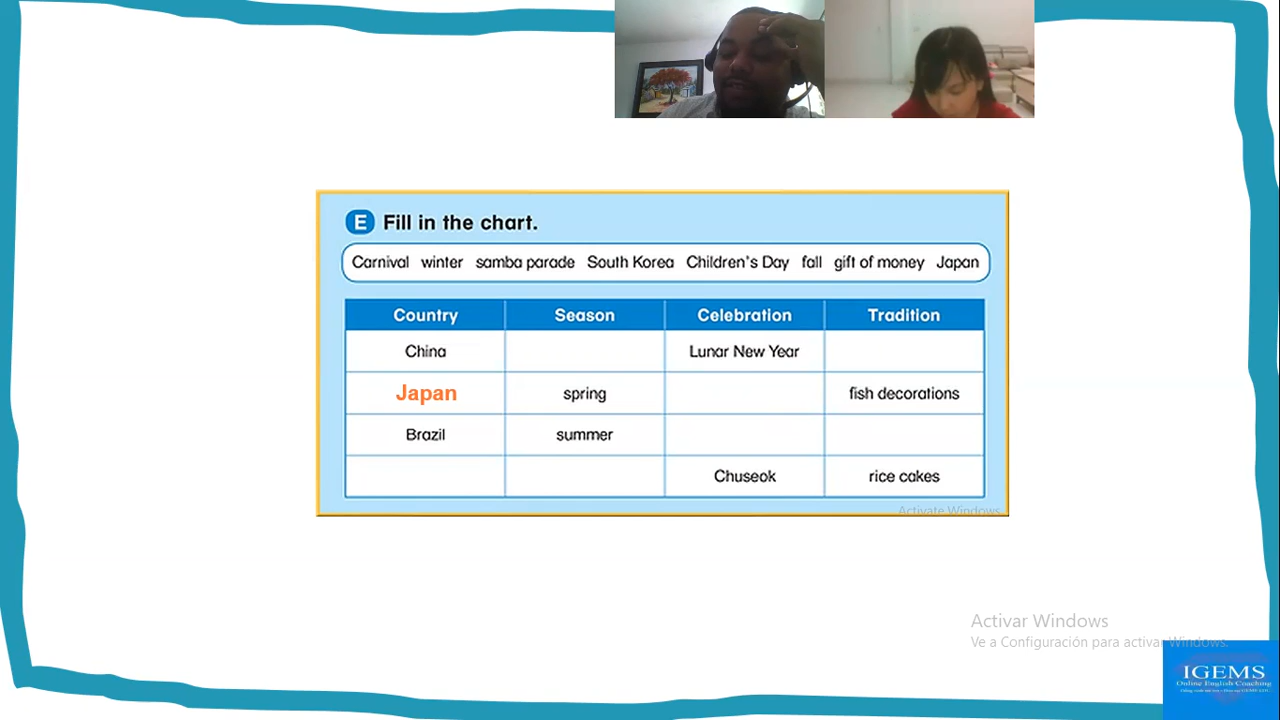 E Fill in the chart.
Carnival winter samba parade South Korea Children's Day fall gift of money Japan
Country Season Celebration Tradition
China Lunar New Year
Japan spring fish decorations
Brazil summer
Chuseok rice cakes
Activate Windows
Activar Windows
Ve a Configuración para activar Windows.
IGEMS
Online English Coaching